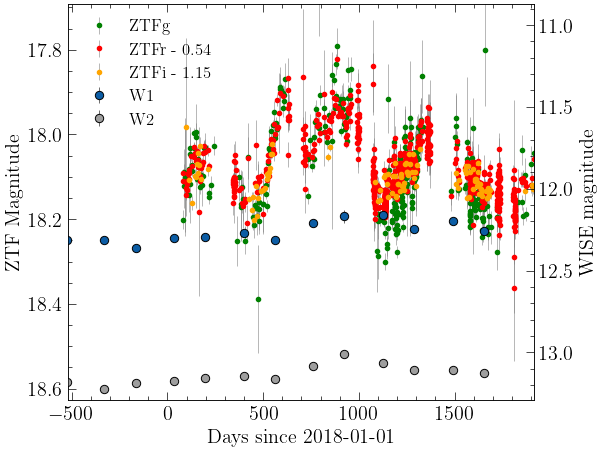 ZTFg
ZTFr - 0.54
ZTFi - 1.15
W1
W2
17.8
18.0
18.2
18.4
18.6
ZTF Magnitude
11.0
11.5
12.0
12.5
13.0
WISE magnitude
−500 0 500 1000 1500
Days since 2018-01-01